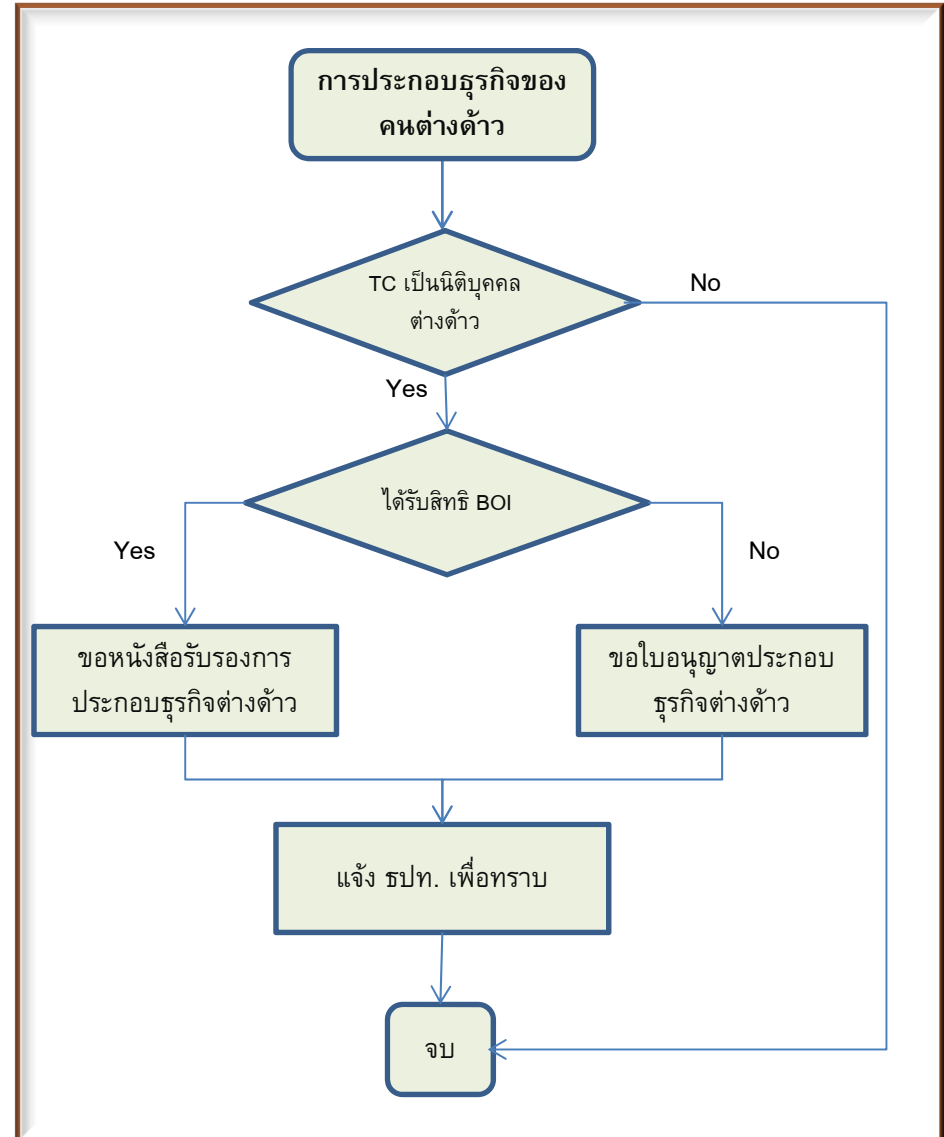 การประกอบธุรกิจของ
คนต่างด้าว
TC เป็นนิติบุคคล
ต่างด้าว
No
Yes
ได้รับสิทธิ BOI
Yes
No
ขอหนังสือรับรองการ
ประกอบธุรกิจต่างด้าว
ขอใบอนุญาตประกอบ
ธุรกิจต่างด้าว
แจ้ง ธปท. เพื่อทราบ
จบ